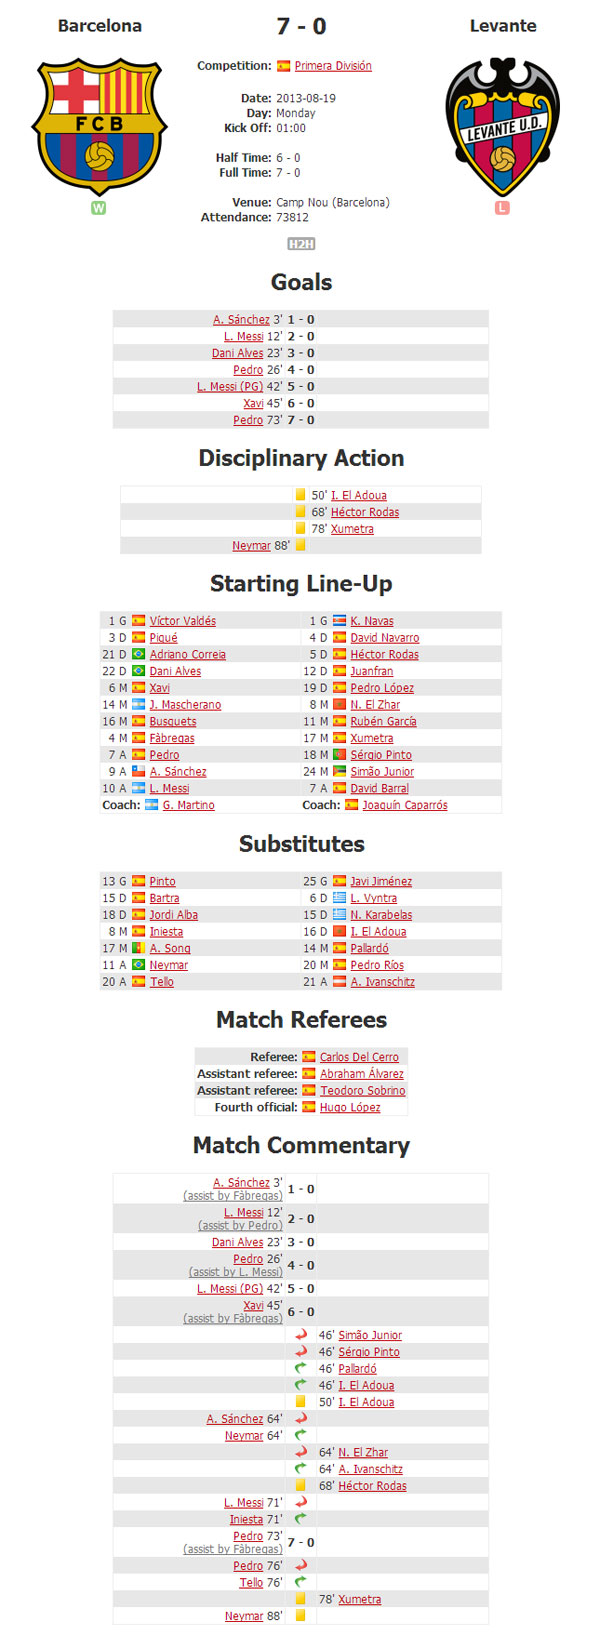 Barcelona
7 - 0
Levante
FCB
LEVANTE U.D.
Competition: Primera División
Date: 2013-08-19
Day: Monday
Kick Off: 01:00
Half Time: 6 - 0
Full Time: 7 - 0
Venue: Camp Nou (Barcelona)
Attendance: 73812
W
L
H2H
Goals
A. Sánchez 3' 1 - 0
L. Messi 12' 2 - 0
Dani Alves 23' 3 - 0
Pedro 26' 4 - 0
L. Messi (PG) 42' 5 - 0
Xavi 45' 6 - 0
Pedro 73' 7 - 0
Disciplinary Action
50' I. El Adoua
68' Héctor Rodas
78' Xumetra
Neymar 88'
Starting Line-Up
1 G Víctor Valdés 1 G K. Navas
3 D Piqué 4 D David Navarro
21 D Adriano Correia 5 D Héctor Rodas
22 D Dani Alves 12 D Juanfran
6 M Xavi 19 D Pedro López
14 M J. Mascherano 8 M N. El Zhar
16 M Busquets 11 M Rubén García
4 M Fàbregas 17 M Xumetra
7 A Pedro 18 M Sérgio Pinto
9 A A. Sánchez 24 M Simão Junior
10 A L. Messi 7 A David Barral
Coach: G. Martino Coach: Joaquín Caparrós
Substitutes
13 G Pinto 25 G Javi Jiménez
15 D Bartra 6 D L. Vyntra
18 D Jordi Alba 15 D N. Karabelas
8 M Iniesta 16 D I. El Adoua
17 M A. Song 14 M Pallardó
11 A Neymar 20 M Pedro Ríos
20 A Tello 21 A A. Ivanschitz
Match Referees
Referee: Carlos Del Cerro
Assistant referee: Abraham Álvarez
Assistant referee: Teodoro Sobrino
Fourth official: Hugo López
Match Commentary
A. Sánchez 3'
(assist by Fàbregas) 1 - 0
L. Messi 12'
(assist by Pedro) 2 - 0
Dani Alves 23' 3 - 0
Pedro 26'
(assist by L. Messi) 4 - 0
L. Messi (PG) 42' 5 - 0
Xavi 45'
(assist by Fàbregas) 6 - 0
46' Simão Junior
46' Sérgio Pinto
46' Pallardó
46' I. El Adoua
50' I. El Adoua
A. Sánchez 64'
Neymar 64'
64' N. El Zhar
64' A. Ivanschitz
68' Héctor Rodas
L. Messi 71'
Iniesta 71'
Pedro 73'
(assist by Fàbregas) 7 - 0
Pedro 76'
Tello 76'
78' Xumetra
Neymar 88'